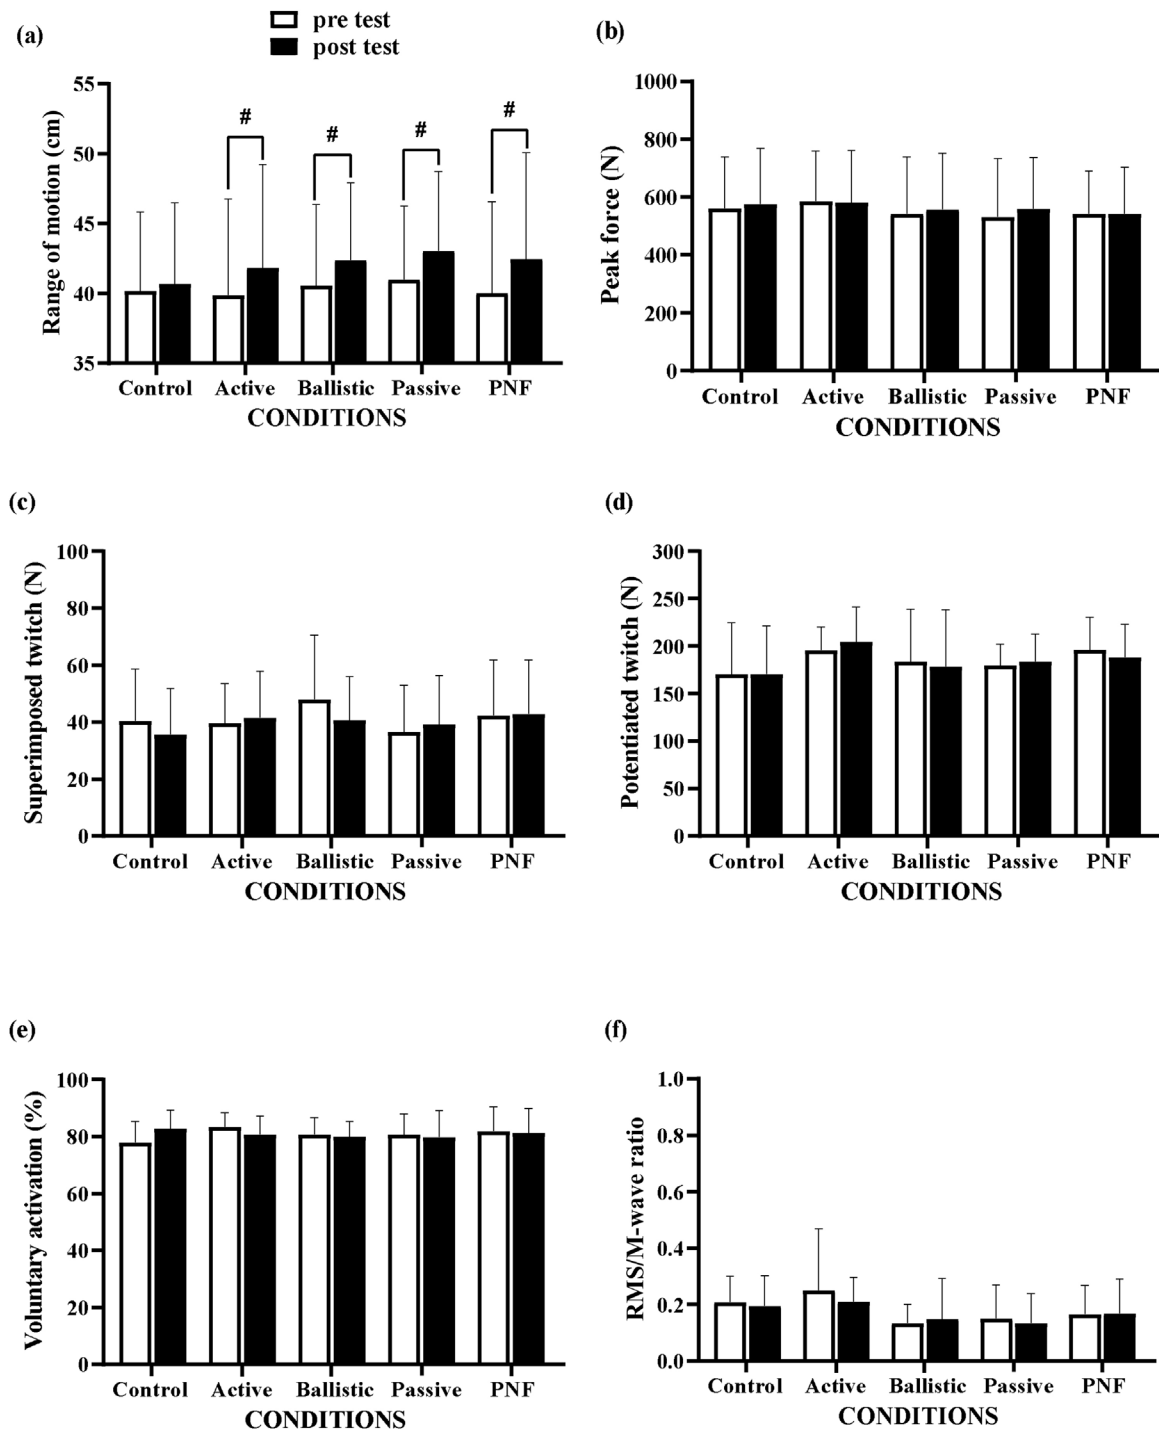 pre test
post test
(a)
Range of motion (cm)
55
50
45
40
35
#
#
#
#
Control Active Ballistic Passive PNF
CONDITIONS
(b)
Peak force (N)
1000
800
600
400
200
0
Control Active Ballistic Passive PNF
CONDITIONS
(c)
Superimposed twitch (N)
100
80
60
40
20
0
Control Active Ballistic Passive PNF
CONDITIONS
(d)
Potentiated twitch (N)
300
250
200
150
100
50
0
Control Active Ballistic Passive PNF
CONDITIONS
(e)
Voluntary activation (%)
100
80
60
40
20
0
Control Active Ballistic Passive PNF
CONDITIONS
(f)
RMS/M-wave ratio
1.0
0.8
0.6
0.4
0.2
0.0
Control Active Ballistic Passive PNF
CONDITIONS